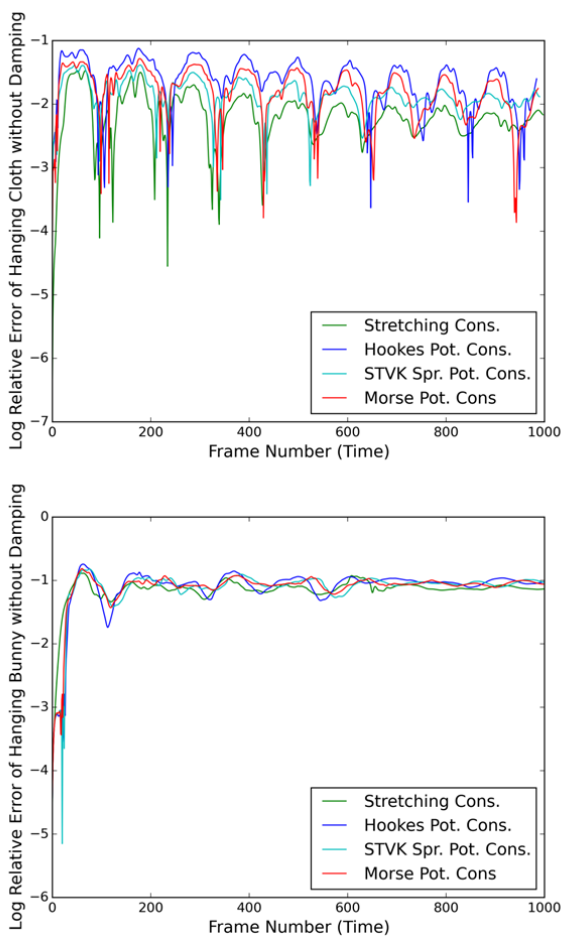 Log Relative Error of Hanging Cloth without Damping
−1
−2
−3
−4
−5
−6
−7
Stretching Cons.
Hookes Pot. Cons.
STVK Spr. Pot. Cons.
Morse Pot. Cons
0 200 400 600 800 1000
Frame Number (Time)
Log Relative Error of Hanging Bunny without Damping
0
−1
−2
−3
−4
−5
−6
Stretching Cons.
Hookes Pot. Cons.
STVK Spr. Pot. Cons.
Morse Pot. Cons
0 200 400 600 800 1000
Frame Number (Time)